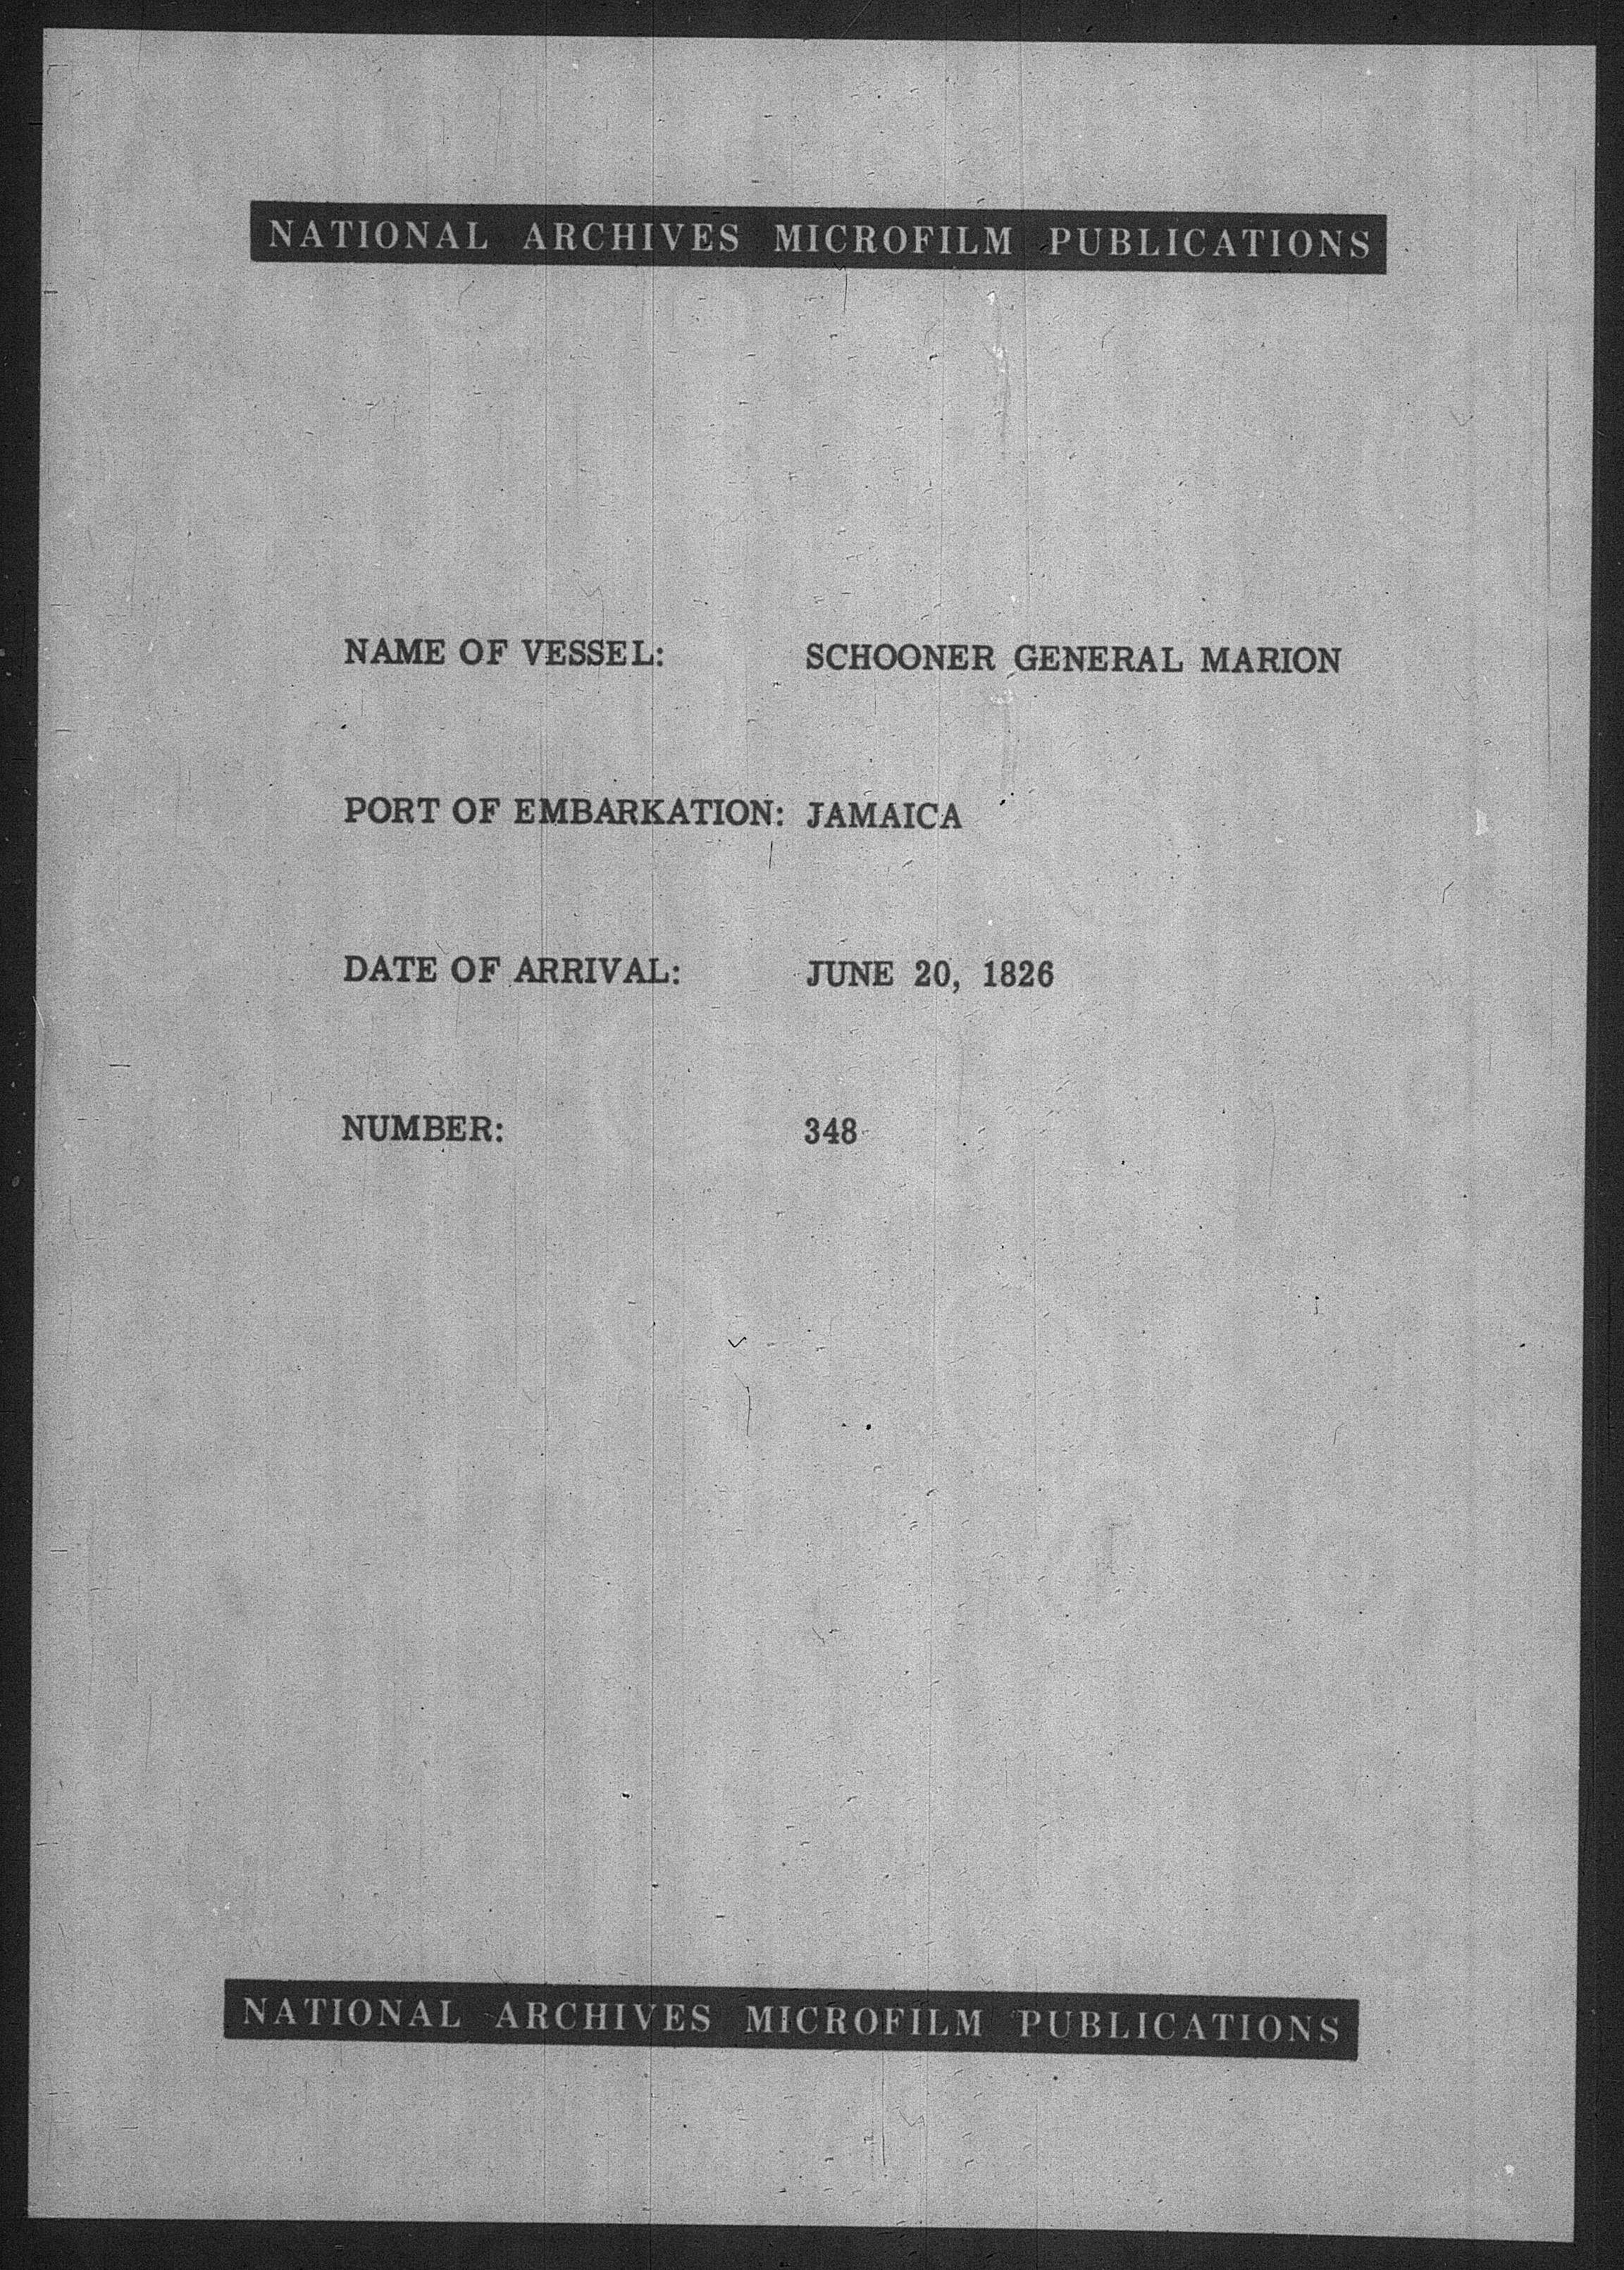 NATIONAL ARCHIVES MICROFILM PUBLICATIONS
NAME OF VESSEL: SCHOONER GENERAL MARION
PORT OF EMBARKATION: JAMAICA
DATE OF ARRIVAL: JUNE 20, 1826
NUMBER: 348
NATIONAL ARCHIVES MICROFILM PUBLICATIONS